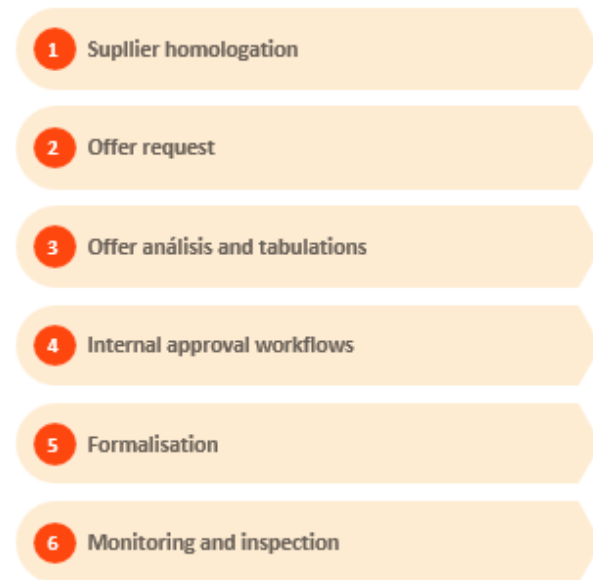 1 Supllier homologation
2 Offer request
3 Offer análisis and tabulations
4 Internal approval workflows
5 Formalisation
6 Monitoring and inspection